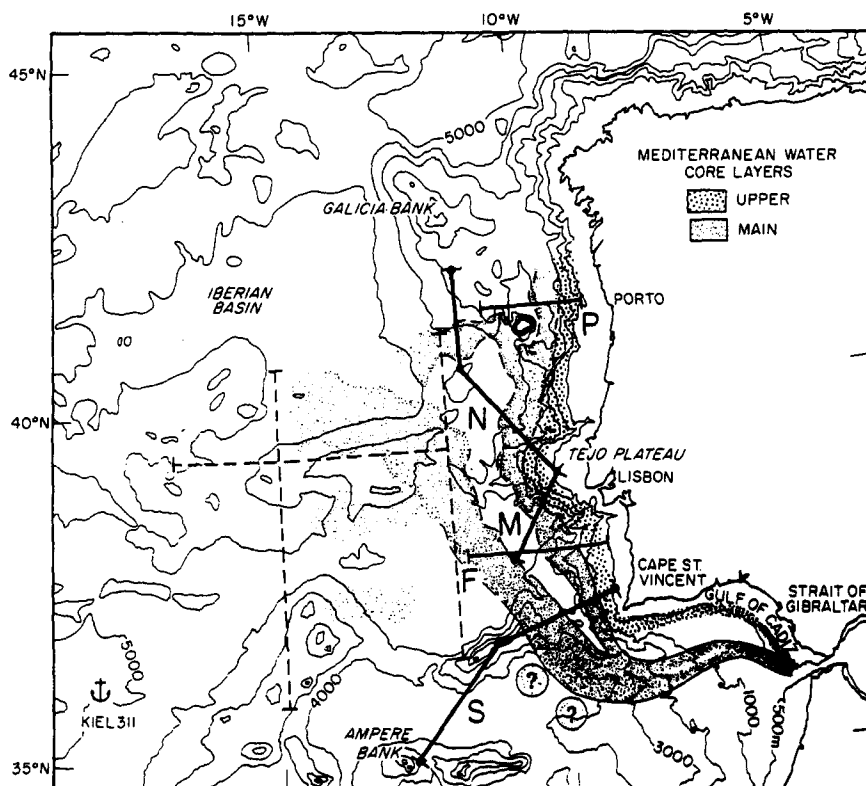 15°W 10°W 5°W
45°N
5000
MEDITERRANEAN WATER
CORE LAYERS
UPPER
MAIN
GALICIA BANK
IBERIAN
BASIN
PORTO
P
40°N
N
TEJO PLATEAU
LISBON
M
F
CAPE ST.
VINCENT
STRAIT OF
GIBRALTAR
GULF OF CADIZ
5000
KIEL 311
4000
S
?
?
AMPERE
BANK
3000
1000
500m
35°N